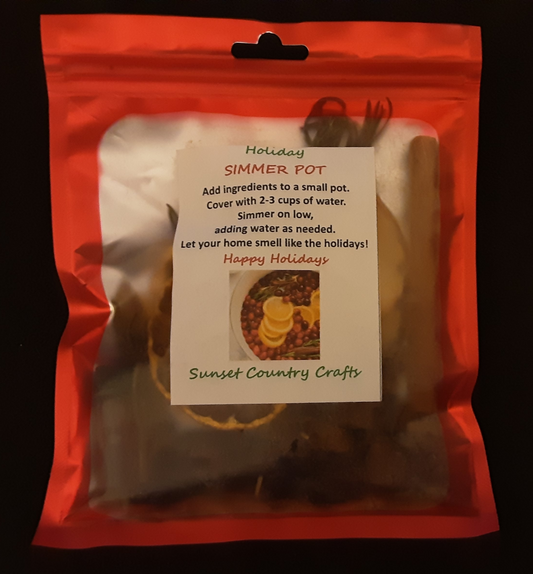 Holiday
SIMMER POT
Add ingredients to a small pot.
Cover with 2-3 cups of water.
Simmer on low,
adding water as needed.
Let your home smell like the holidays!
Happy Holidays
Sunset Country Crafts